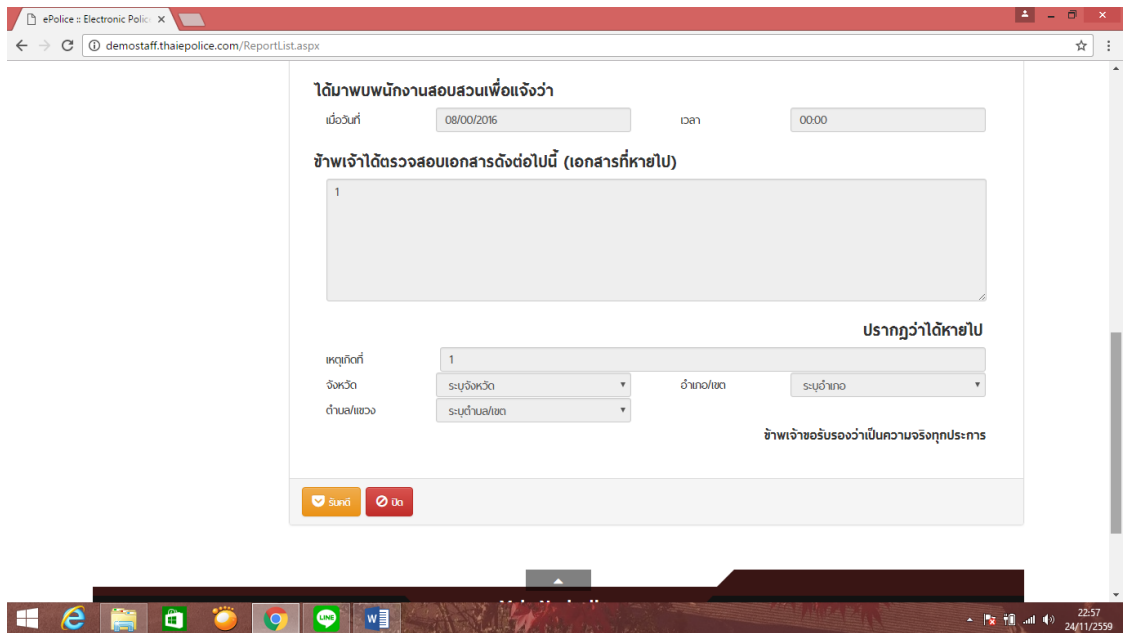 ePolice :: Electronic Polic
demostaff.thaiepolice.com/ReportList.aspx
ได้มาพบพนักงานสอบสวนเพื่อแจ้งว่า
เมื่อวันที่ 08/00/2016 เวลา 00:00
ข้าพเจ้าได้ตรวจสอบเอกสารดังต่อไปนี้ (เอกสารที่หายไป)
1
ปรากฏว่าได้หายไป
เหตุเกิดที่ 1
จังหวัด ระบุจังหวัด อำเภอ/เขต ระบุอำเภอ
ตำบล/แขวง ระบุตำบล/เขต
ข้าพเจ้าขอรับรองว่าเป็นความจริงทุกประการ
รับคดี ปิด
LINE
22:57
24/11/2559